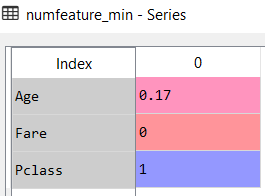 numfeature_min - Series
Index 0
Age 0.17
Fare 0
Pclass 1